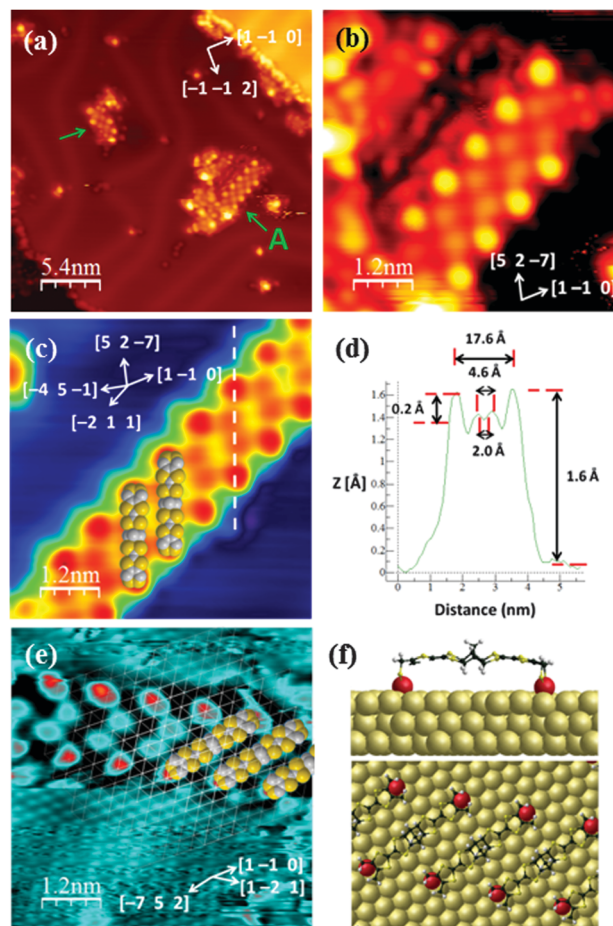 (a)
[1 −1 0]
[−1 −1 2]
A
5.4nm
(b)
1.2nm
[5 2 −7]
[1 −1 0]
(c)
[5 2 −7]
[−4 5 −1]
[1 −1 0]
[−2 1 1]
1.2nm
(d)
17.6 Å
4.6 Å
1.6
1.4
1.2
1
0.8
0.6
0.4
0.2
0
0.2 Å
2.0 Å
1.6 Å
Z [Å]
0 1 2 3 4 5
Distance (nm)
(e)
1.2nm
[1 −1 0]
[1 −2 1]
[−7 5 2]
(f)